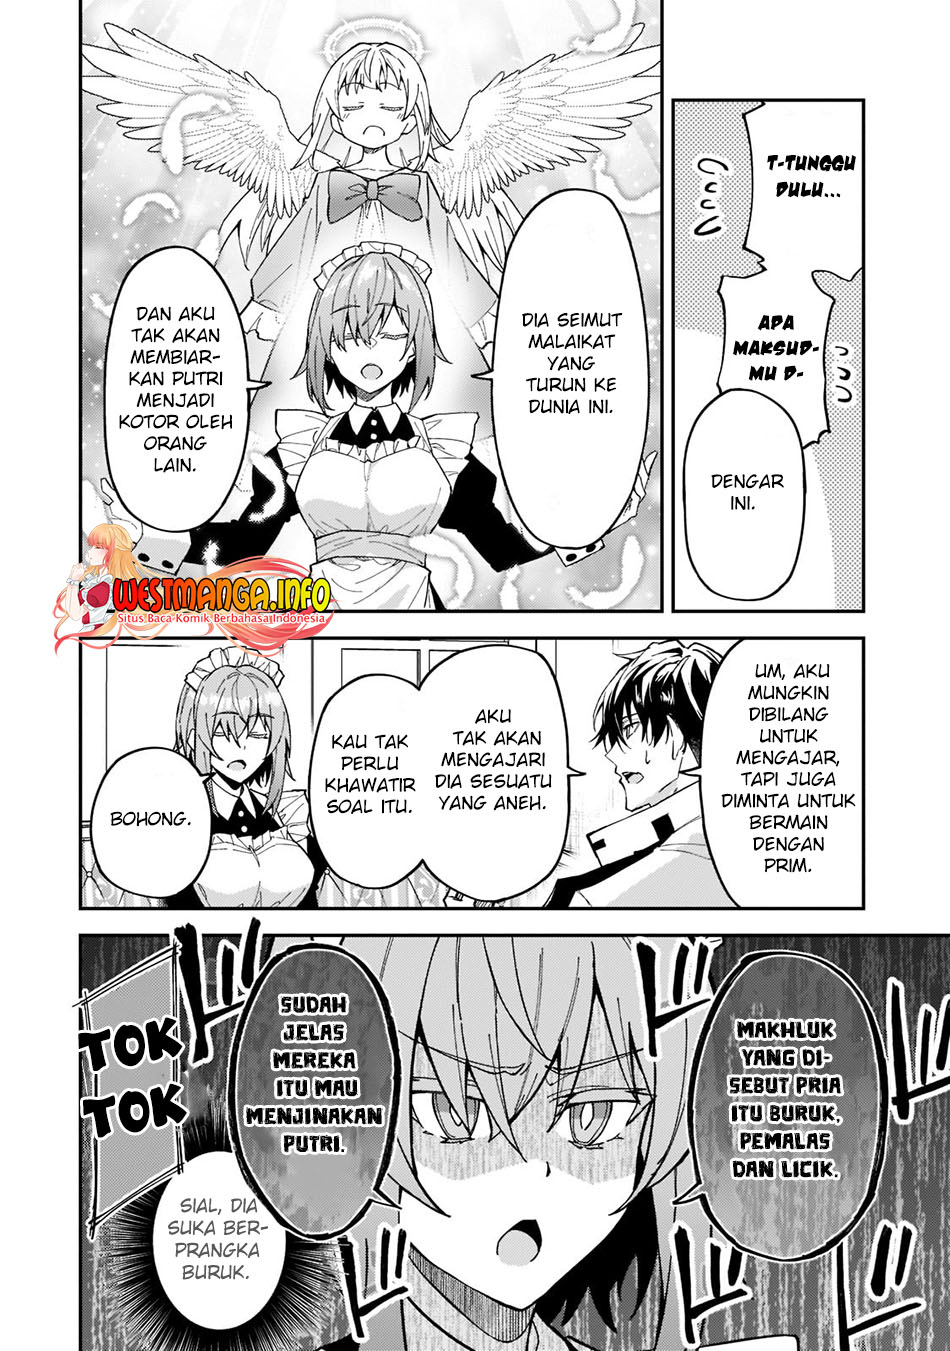 T-TUNGGU
DULU...
APA
MAKSUD-
MU D-
DENGAR
INI.
DIA SEIMUT
MALAIKAT
YANG
TURUN KE
DUNIA INI.
DAN AKU
TAK AKAN
MEMBIAR-
KAN PUTRI
MENJADI
KOTOR OLEH
ORANG
LAIN.
WESTMANGA.INFO
Situs Baca Komik Berbahasa Indonesia
UM, AKU
MUNGKIN
DIBILANG
UNTUK
MENGAJAR,
TAPI JUGA
DIMINTA UNTUK
BERMAIN
DENGAN
PRIM.
AKU
TAK AKAN
MENGAJARI
DIA SESUATU
YANG ANEH.
KAU TAK
PERLU
KHAWATIR
SOAL ITU.
BOHONG.
MAKHLUK
YANG DI-
SEBUT PRIA
ITU BURUK,
PEMALAS
DAN LICIK.
SUDAH
JELAS
MEREKA
ITU MAU
MENJINAKAN
PUTRI.
TOK
TOK
SIAL, DIA
SUKA BER-
PRANGKA
BURUK.